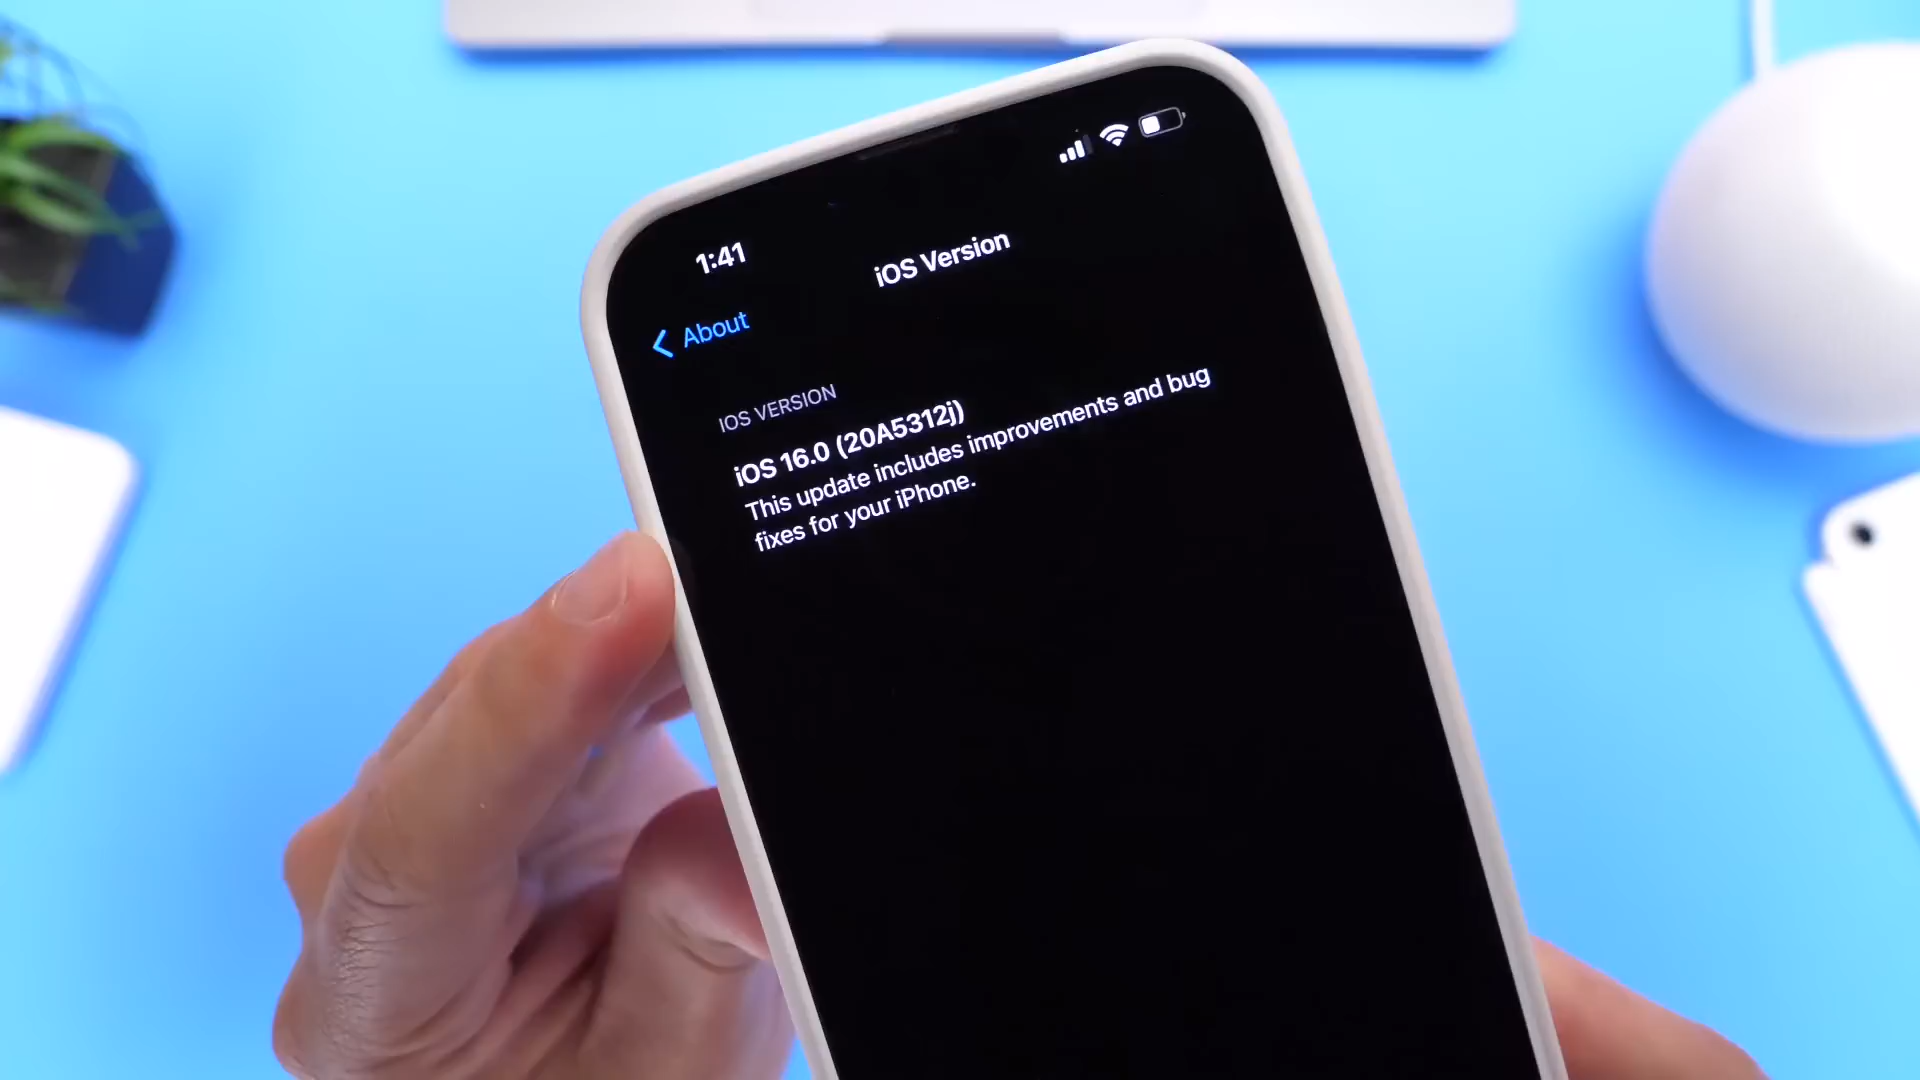 1:41
iOS Version
About
IOS VERSION
iOS 16.0 (20A5312j)
This update includes improvements and bug
fixes for your iPhone.